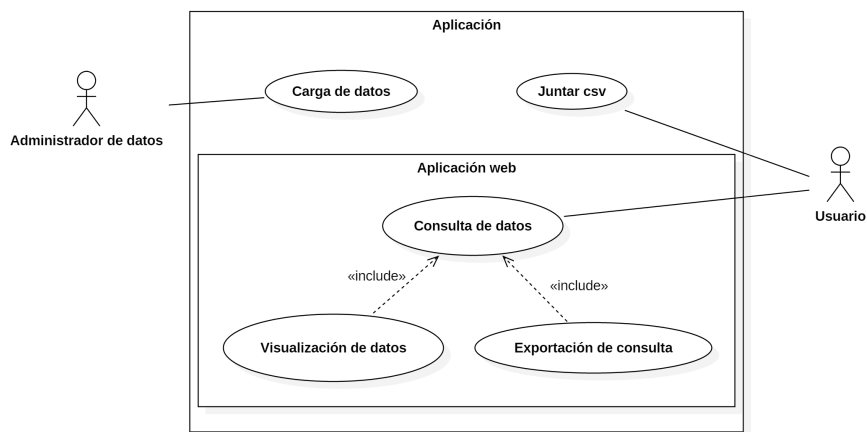 Aplicación
Carga de datos
Juntar csv
Administrador de datos
Aplicación web
Usuario
Consulta de datos
«include»
«include»
Visualización de datos
Exportación de consulta